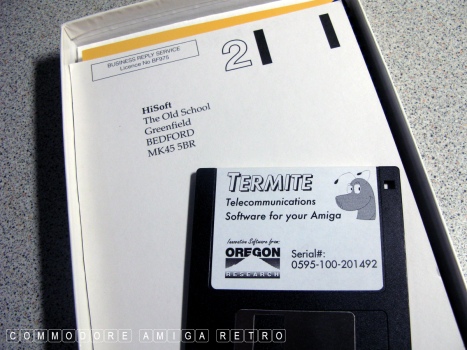 BUSINESS REPLY SERVICE
Licence No BF975
2
HiSoft
The Old School
Greenfield
BEDFORD
MK45 5BR
TERMITE
Telecommunications
Software for your Amiga
Innovative Software from:
OREGON
RESEARCH
Serial#:
0595-100-201492
COMMODORE AMIGA RETRO